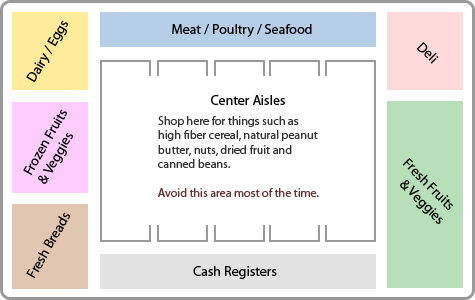 Dairy / Eggs
Meat / Poultry / Seafood
Deli
Frozen Fruits
& Veggies
Center Aisles
Shop here for things such as
high fiber cereal, natural peanut
butter, nuts, dried fruit and
canned beans.
Avoid this area most of the time.
Fresh Fruits
& Veggies
Fresh Breads
Cash Registers